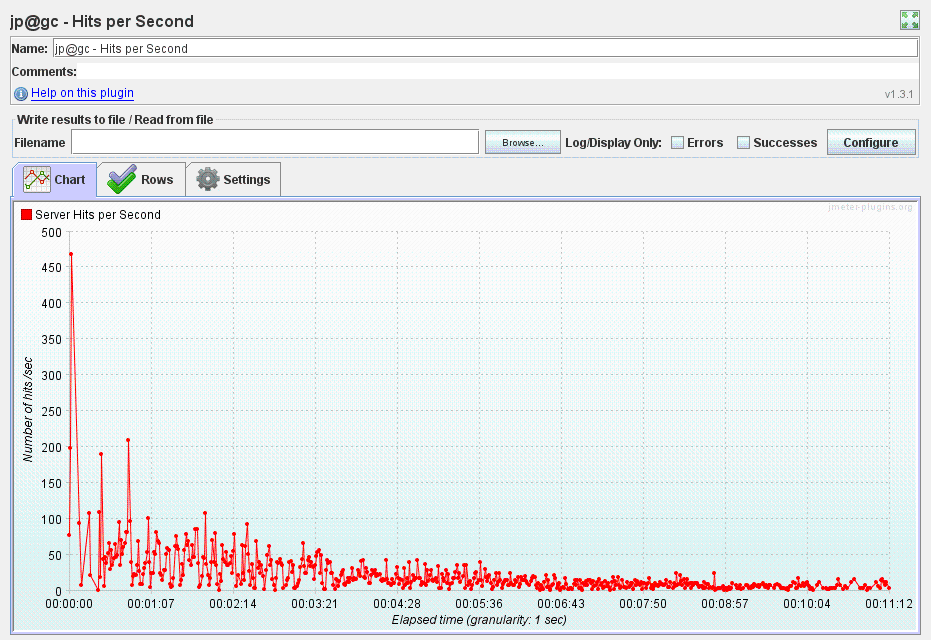 jp@gc - Hits per Second
Name: jp@gc - Hits per Second
Comments:
Help on this plugin
v1.3.1
Write results to file / Read from file
Filename Browse... Log/Display Only: Errors Successes Configure
Chart Rows Settings
jmeter-plugins.org
Server Hits per Second
500
450
400
350
300
250
200
150
100
50
0
Number of hits /sec
00:00:00 00:01:07 00:02:14 00:03:21 00:04:28 00:05:36 00:06:43 00:07:50 00:08:57 00:10:04 00:11:12
Elapsed time (granularity: 1 sec)